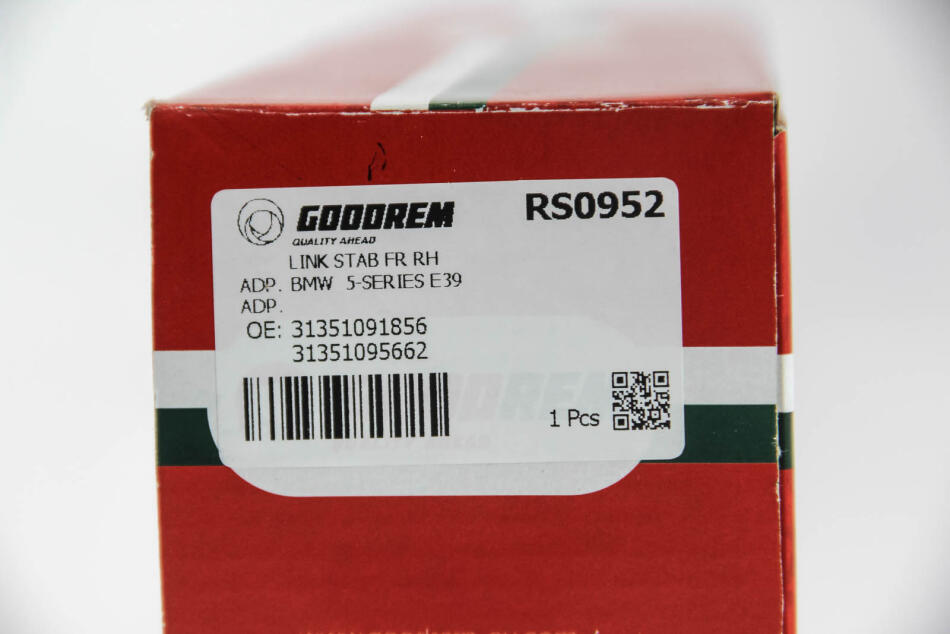 GOODREM
RS0952
QUALITY AHEAD
LINK STAB FR RH
ADP. BMW 5-SERIES E39
ADP.
OE: 31351091856
31351095662
1 Pcs
GOODREM